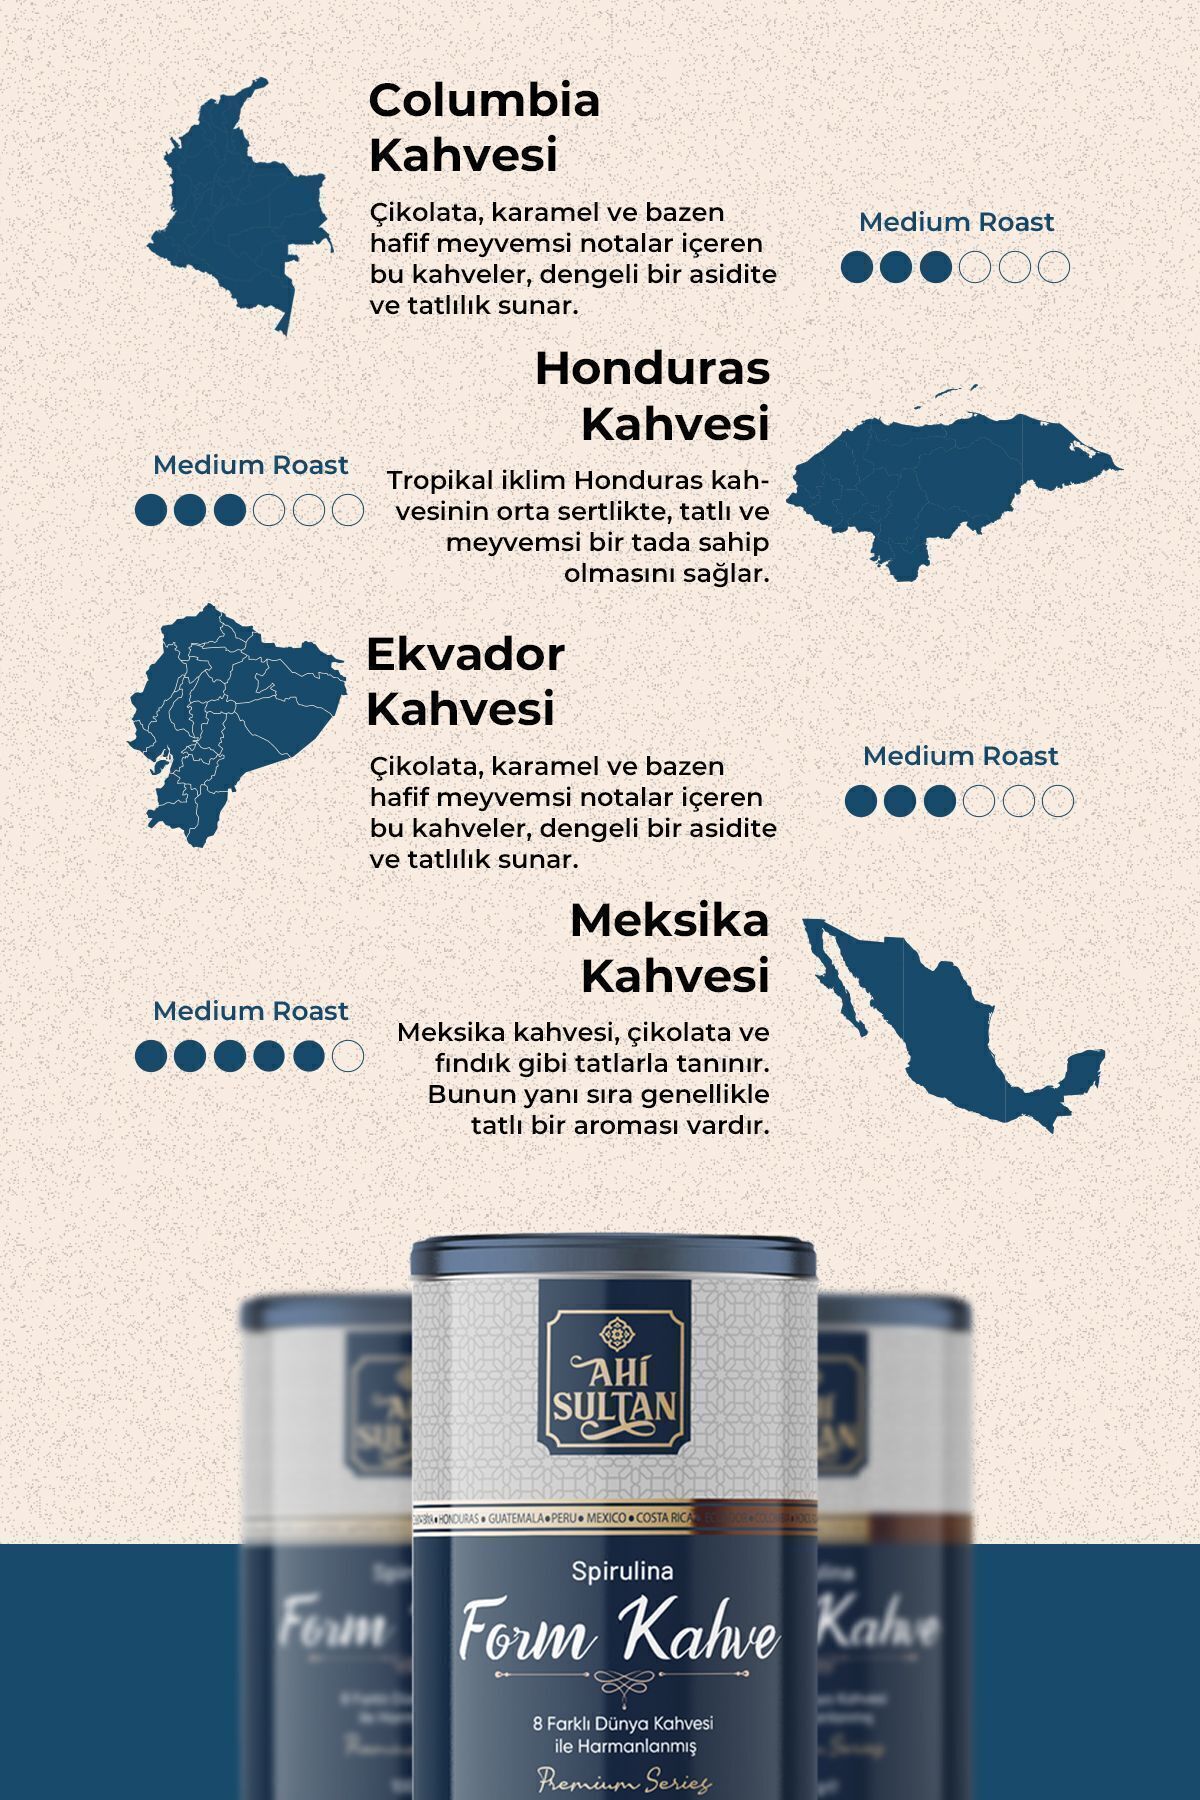 Columbia
Kahvesi
Çikolata, karamel ve bazen
hafif meyvemsi notalar içeren
bu kahveler, dengeli bir asidite
ve tatlılık sunar.
Medium Roast
Honduras
Kahvesi
Medium Roast
Tropikal iklim Honduras kah-
vesinin orta sertlikte, tatlı ve
meyvemsi bir tada sahip
olmasını sağlar.
Ekvador
Kahvesi
Çikolata, karamel ve bazen
hafif meyvemsi notalar içeren
bu kahveler, dengeli bir asidite
ve tatlılık sunar.
Medium Roast
Meksika
Kahvesi
Medium Roast
Meksika kahvesi, çikolata ve
fındık gibi tatlarla tanınır.
Bunun yanı sıra genellikle
tatlı bir aroması vardır.
AHİ
SULTAN
HONDURAS • GUATEMALA • PERU • MEXICO • COSTA RICA
Spirulina
Form Kahve
8 Farklı Dünya Kahvesi
ile Harmanlanmış
Premium Series
Form
Kahve